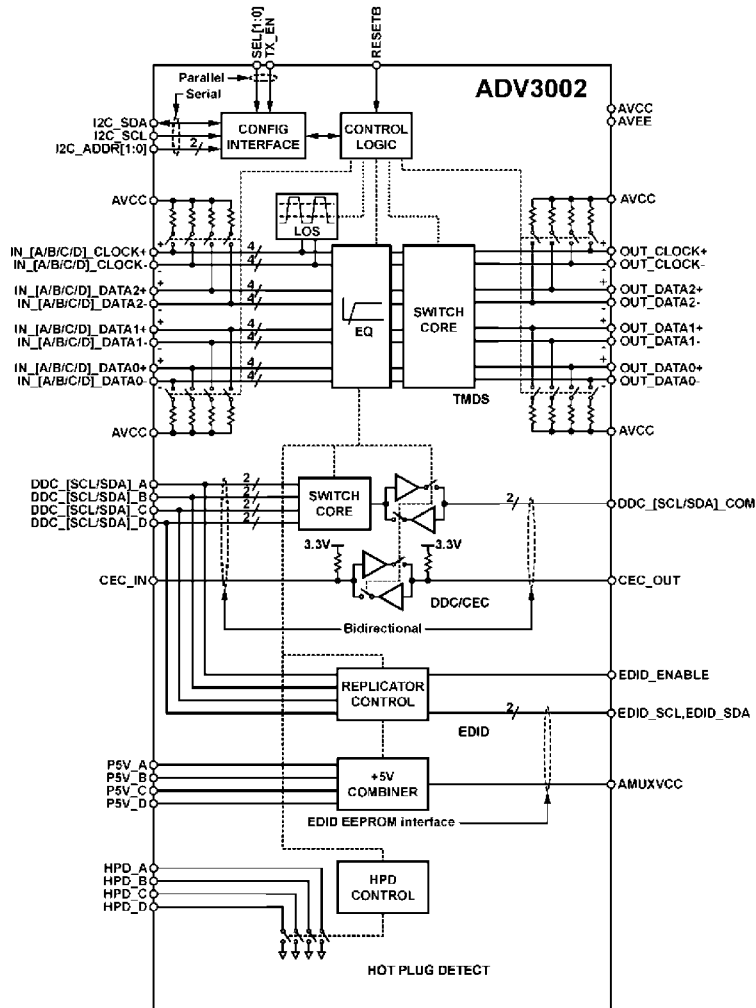 SEL[1:0]
TX_EN
RESETB
ADV3002
Parallel
Serial
I2C_SDA
I2C_SCL
I2C_ADDR[1:0]
2
CONFIG
INTERFACE
CONTROL
LOGIC
AVCC
AVEE
AVCC
AVCC
LOS
IN_[A/B/C/D]_CLOCK+
IN_[A/B/C/D]_CLOCK-
IN_[A/B/C/D]_DATA2+
IN_[A/B/C/D]_DATA2-
IN_[A/B/C/D]_DATA1+
IN_[A/B/C/D]_DATA1-
IN_[A/B/C/D]_DATA0+
IN_[A/B/C/D]_DATA0-
+
-
+
-
+
-
+
-
4
4
4
4
4
4
4
4
EQ
SWITCH
CORE
TMDS
+
-
+
-
+
-
+
-
OUT_CLOCK+
OUT_CLOCK-
OUT_DATA2+
OUT_DATA2-
OUT_DATA1+
OUT_DATA1-
OUT_DATA0+
OUT_DATA0-
AVCC
AVCC
DDC_[SCL/SDA]_A
DDC_[SCL/SDA]_B
DDC_[SCL/SDA]_C
DDC_[SCL/SDA]_D
2
2
2
2
SWITCH
CORE
2
DDC_[SCL/SDA]_COM
3.3V
3.3V
CEC_IN
CEC_OUT
DDC/CEC
Bidirectional
REPLICATOR
CONTROL
EDID_ENABLE
2
EDID_SCL,EDID_SDA
EDID
P5V_A
P5V_B
P5V_C
P5V_D
+5V
COMBINER
AMUXVCC
EDID EEPROM interface
HPD_A
HPD_B
HPD_C
HPD_D
HPD
CONTROL
HOT PLUG DETECT